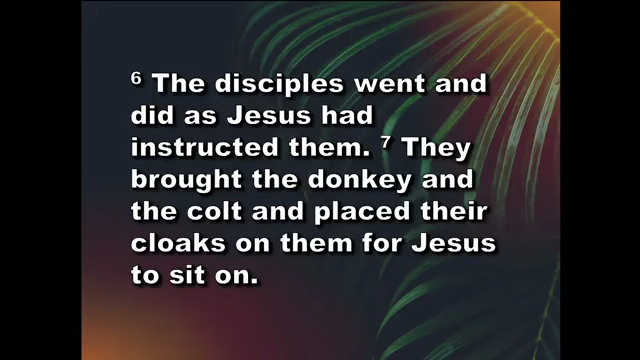 6 The disciples went and
did as Jesus had
instructed them. 7 They
brought the donkey and
the colt and placed their
cloaks on them for Jesus
to sit on.